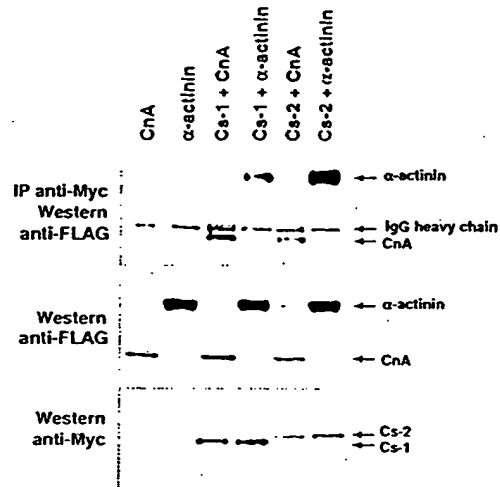 CnA
α-actinin
Cs-1 + CnA
Cs-1 + α-actinin
Cs-2 + CnA
Cs-2 + α-actinin
IP anti-Myc
Western
anti-FLAG
α-actinin
IgG heavy chain
CnA
Western
anti-FLAG
α-actinin
CnA
Western
anti-Myc
Cs-2
Cs-1